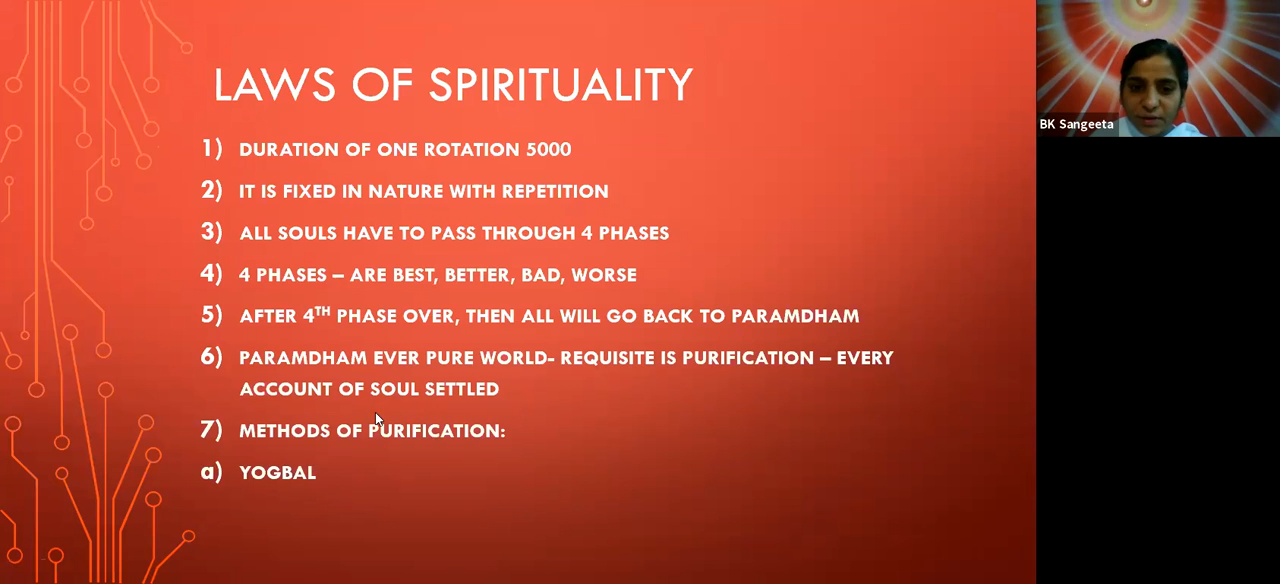 LAWS OF SPIRITUALITY
1) DURATION OF ONE ROTATION 5000
2) IT IS FIXED IN NATURE WITH REPETITION
3) ALL SOULS HAVE TO PASS THROUGH 4 PHASES
4) 4 PHASES – ARE BEST, BETTER, BAD, WORSE
5) AFTER 4TH PHASE OVER, THEN ALL WILL GO BACK TO PARAMDHAM
6) PARAMDHAM EVER PURE WORLD- REQUISITE IS PURIFICATION – EVERY
ACCOUNT OF SOUL SETTLED
7) METHODS OF PURIFICATION:
a) YOGBAL
BK Sangeeta